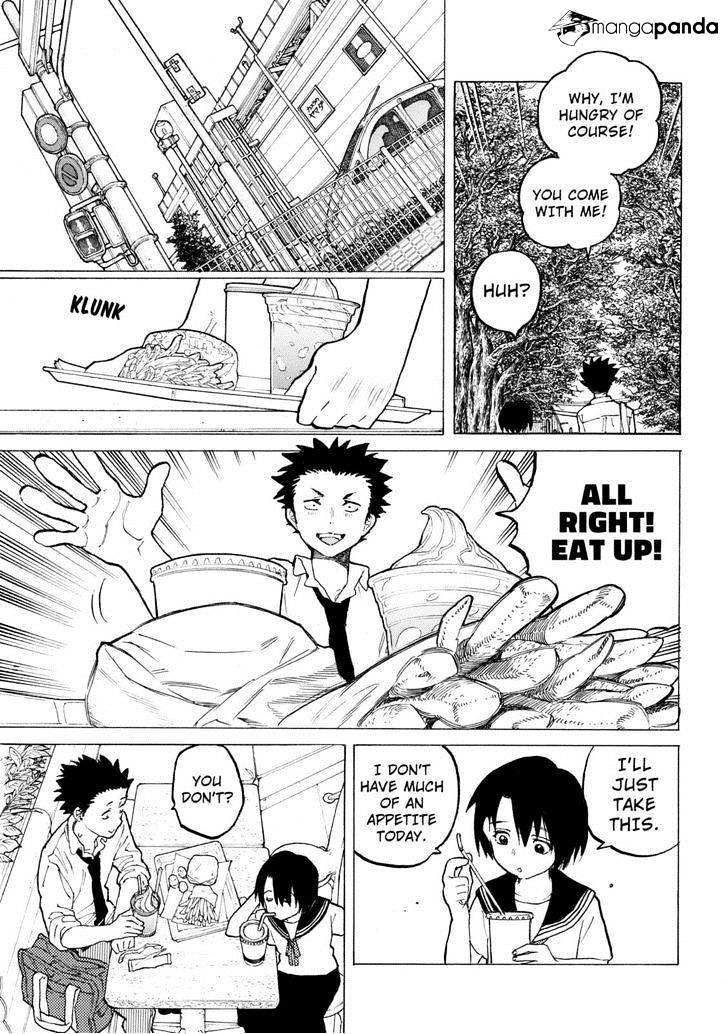 mangapanda
WHY, I'M
HUNGRY OF
COURSE!
YOU COME
WITH ME!
HUH?
KLUNK
ALL
RIGHT!
EAT UP!
I'LL
JUST
TAKE
THIS.
I DON'T
HAVE MUCH
OF AN
APPETITE
TODAY.
YOU
DON'T?